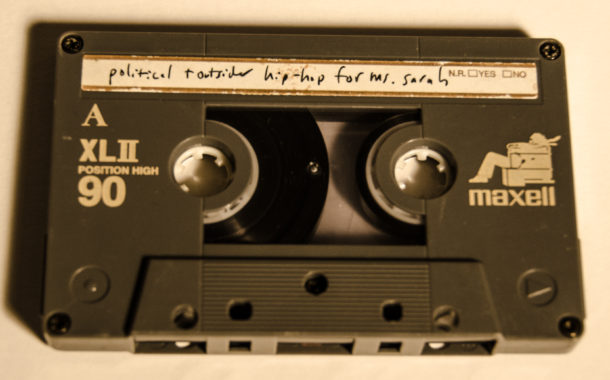 political + outsider hip-hop for ms. sarah
N.R. □YES □NO
A
XLII
POSITION HIGH
90
maxell